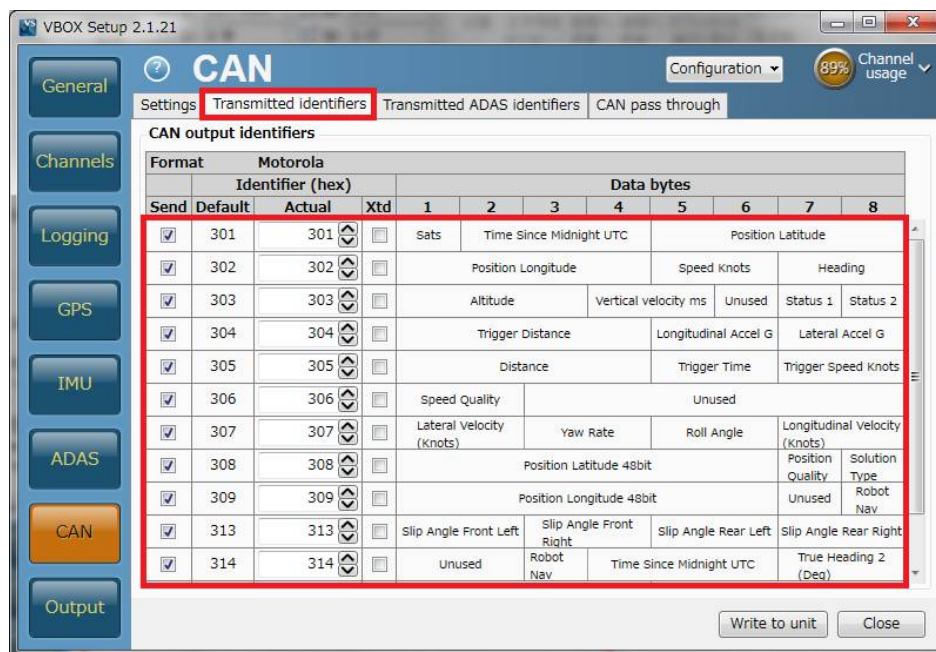 VBOX Setup 2.1.21
General
Channels
Logging
GPS
IMU
ADAS
CAN
Output
? CAN
Configuration
89% Channel
usage
Settings Transmitted identifiers Transmitted ADAS identifiers CAN pass through
CAN output identifiers
Format Motorola
Identifier (hex) Data bytes
Send Default Actual Xtd 1 2 3 4 5 6 7 8
301 301 Sats Time Since Midnight UTC Position Latitude
302 302 Position Longitude Speed Knots Heading
303 303 Altitude Vertical velocity ms Unused Status 1 Status 2
304 304 Trigger Distance Longitudinal Accel G Lateral Accel G
305 305 Distance Trigger Time Trigger Speed Knots
306 306 Speed Quality Unused
307 307 Lateral Velocity (Knots) Yaw Rate Roll Angle Longitudinal Velocity (Knots)
308 308 Position Latitude 48bit Position Quality Solution Type
309 309 Position Longitude 48bit Unused Robot Nav
313 313 Slip Angle Front Left Slip Angle Front Right Slip Angle Rear Left Slip Angle Rear Right
314 314 Unused Robot Nav Time Since Midnight UTC True Heading 2 (Deg)
Write to unit Close